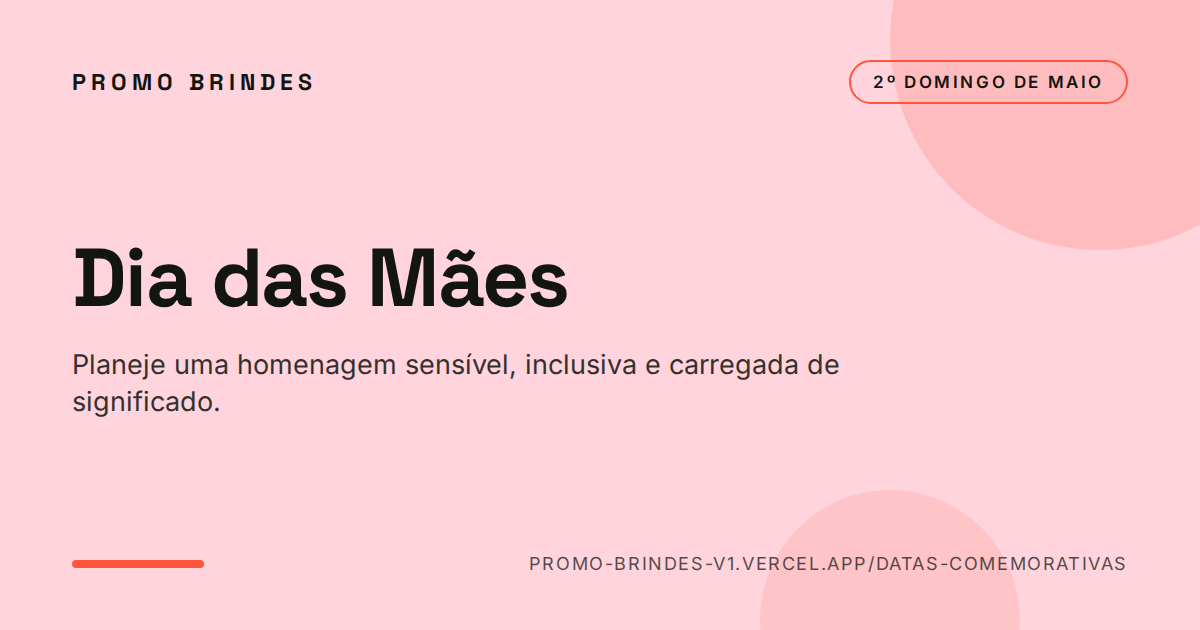 PROMO BRINDES
2º DOMINGO DE MAIO
Dia das Mães
Planeje uma homenagem sensível, inclusiva e carregada de
significado.
PROMO-BRINDES-V1.VERCEL.APP/DATAS-COMEMORATIVAS